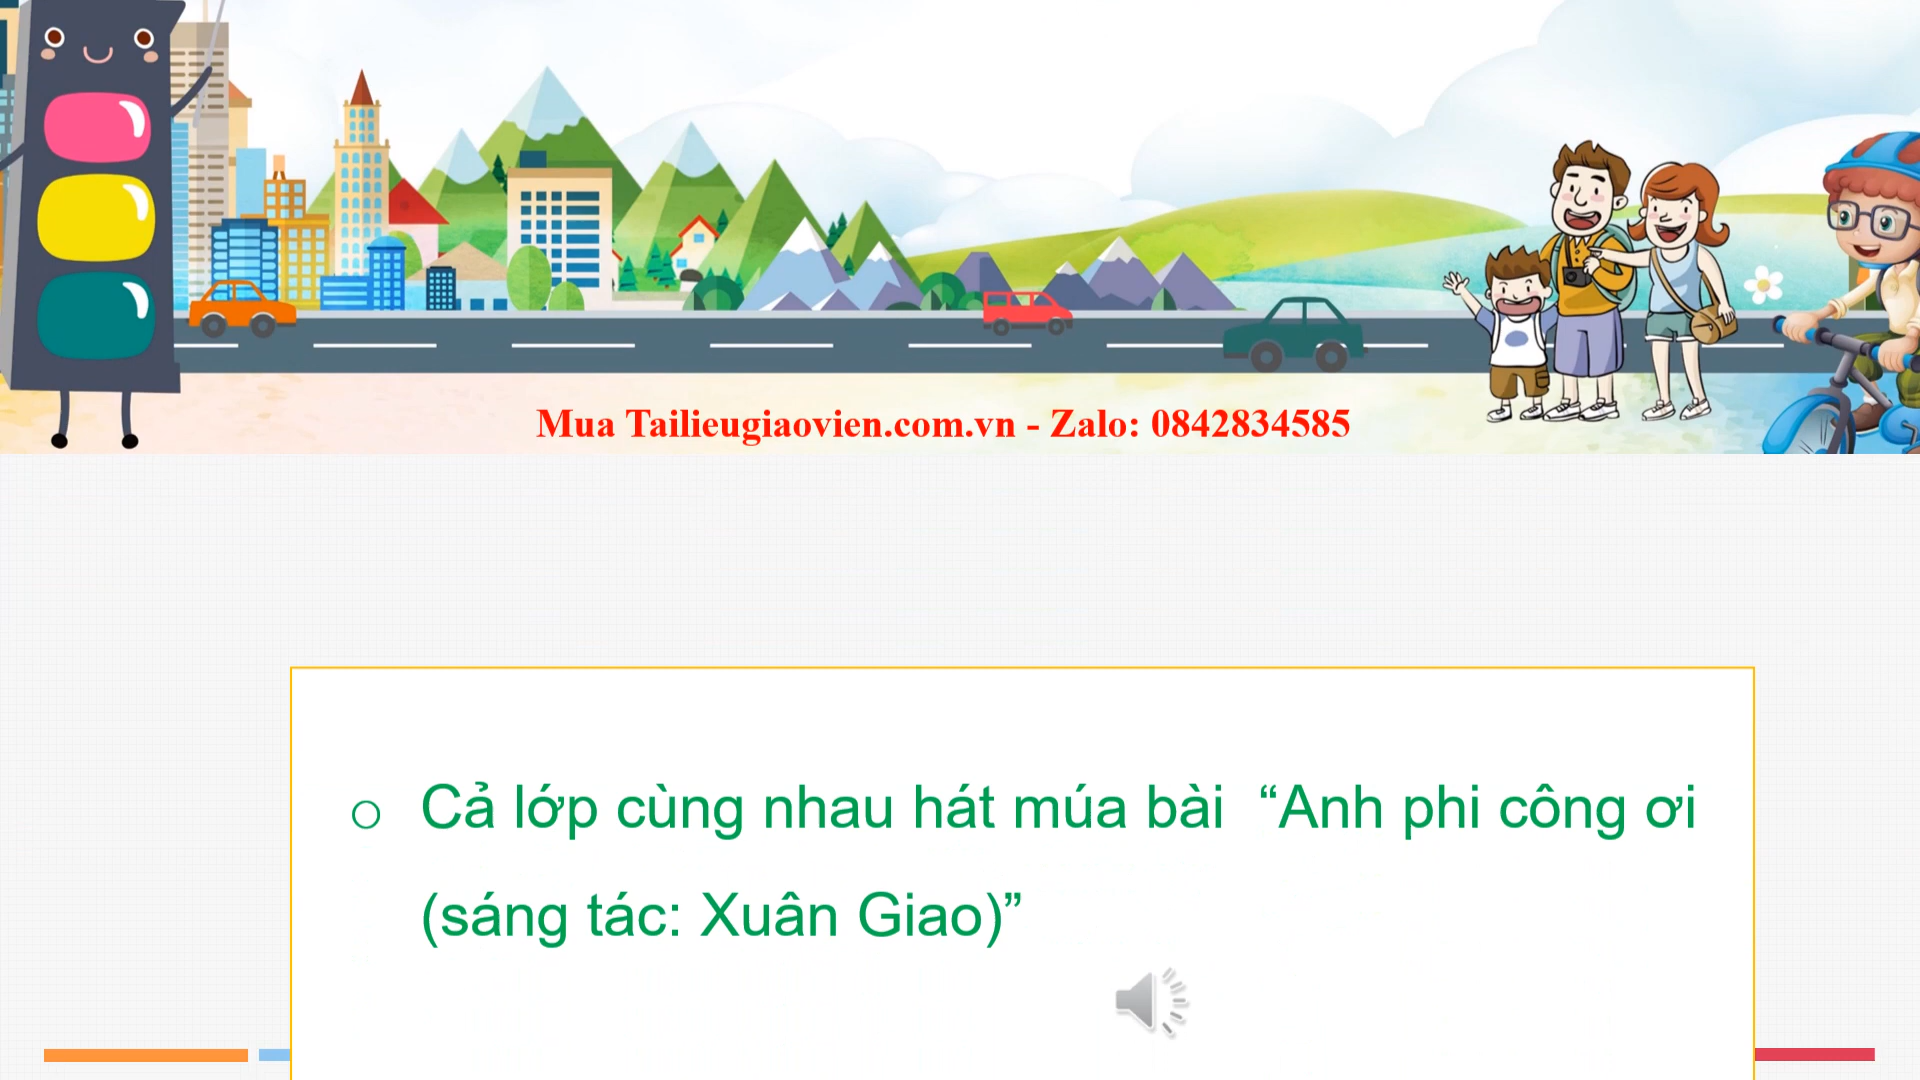 Mua Tailieugiaovien.com.vn - Zalo: 0842834585
Cả lớp cùng nhau hát múa bài “Anh phi công ơi
(sáng tác: Xuân Giao)”